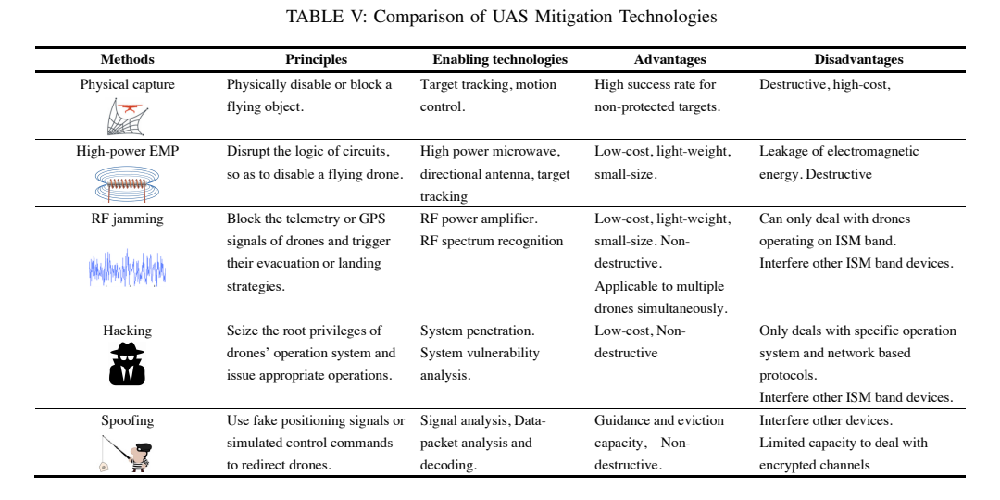 TABLE V: Comparison of UAS Mitigation Technologies
Methods Principles Enabling technologies Advantages Disadvantages
Physical capture
Physically disable or block a
flying object.
Target tracking, motion
control.
High success rate for
non-protected targets.
Destructive, high-cost,
High-power EMP
Disrupt the logic of circuits,
so as to disable a flying drone.
High power microwave,
directional antenna, target
tracking
Low-cost, light-weight,
small-size.
Leakage of electromagnetic
energy. Destructive
RF jamming
Block the telemetry or GPS
signals of drones and trigger
their evacuation or landing
strategies.
RF power amplifier.
RF spectrum recognition
Low-cost, light-weight,
small-size. Non-
destructive.
Applicable to multiple
drones simultaneously.
Can only deal with drones
operating on ISM band.
Interfere other ISM band devices.
Hacking
Seize the root privileges of
drones’ operation system and
issue appropriate operations.
System penetration.
System vulnerability
analysis.
Low-cost, Non-
destructive
Only deals with specific operation
system and network based
protocols.
Interfere other ISM band devices.
Spoofing
Use fake positioning signals or
simulated control commands
to redirect drones.
Signal analysis, Data-
packet analysis and
decoding.
Guidance and eviction
capacity, Non-
destructive.
Interfere other devices.
Limited capacity to deal with
encrypted channels